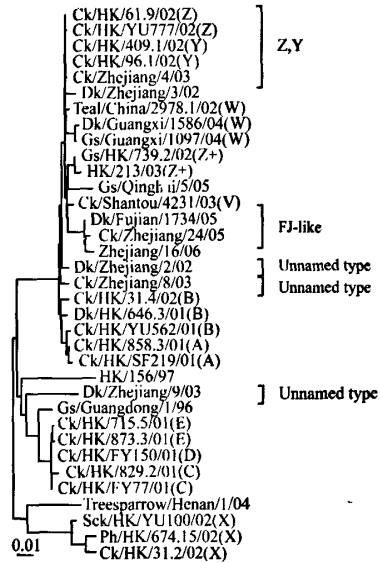 Ck/HK/61.9/02(Z)
Ck/HK/YU777/02(Z)
Ck/HK/409.1/02(Y)
Ck/HK/96.1/02(Y)
Z,Y
Ck/Zhejiang/4/03
Dk/Zhejiang/3/02
Teal/China/2978.1/02(W)
Dk/Guangxi/1586/04(W)
Gs/Guangxi/1097/04(W)
Gs/HK/739.2/02(Z+)
HK/213/03(Z+)
Gs/Qinghai/5/05
Ck/Shantou/4231/03(V)
Dk/Fujian/1734/05
Ck/Zhejiang/24/05
FJ-like
Zhejiang/16/06
Dk/Zhejiang/2/02
Unnamed type
Ck/Zhejiang/8/03
Unnamed type
Ck/HK/31.4/02(B)
Dk/HK/646.3/01(B)
Ck/HK/YU562/01(B)
Ck/HK/858.3/01(A)
Ck/HK/SF219/01(A)
HK/156/97
Dk/Zhejiang/9/03
Unnamed type
Gs/Guangdong/1/96
Ck/HK/715.5/01(E)
Ck/HK/873.3/01(E)
Ck/HK/FY150/01(D)
Ck/HK/829.2/01(C)
Ck/HK/FY77/01(C)
Treesparrow/Henan/1/04
Sck/HK/YU100/02(X)
Ph/HK/674.15/02(X)
Ck/HK/31.2/02(X)
0.01